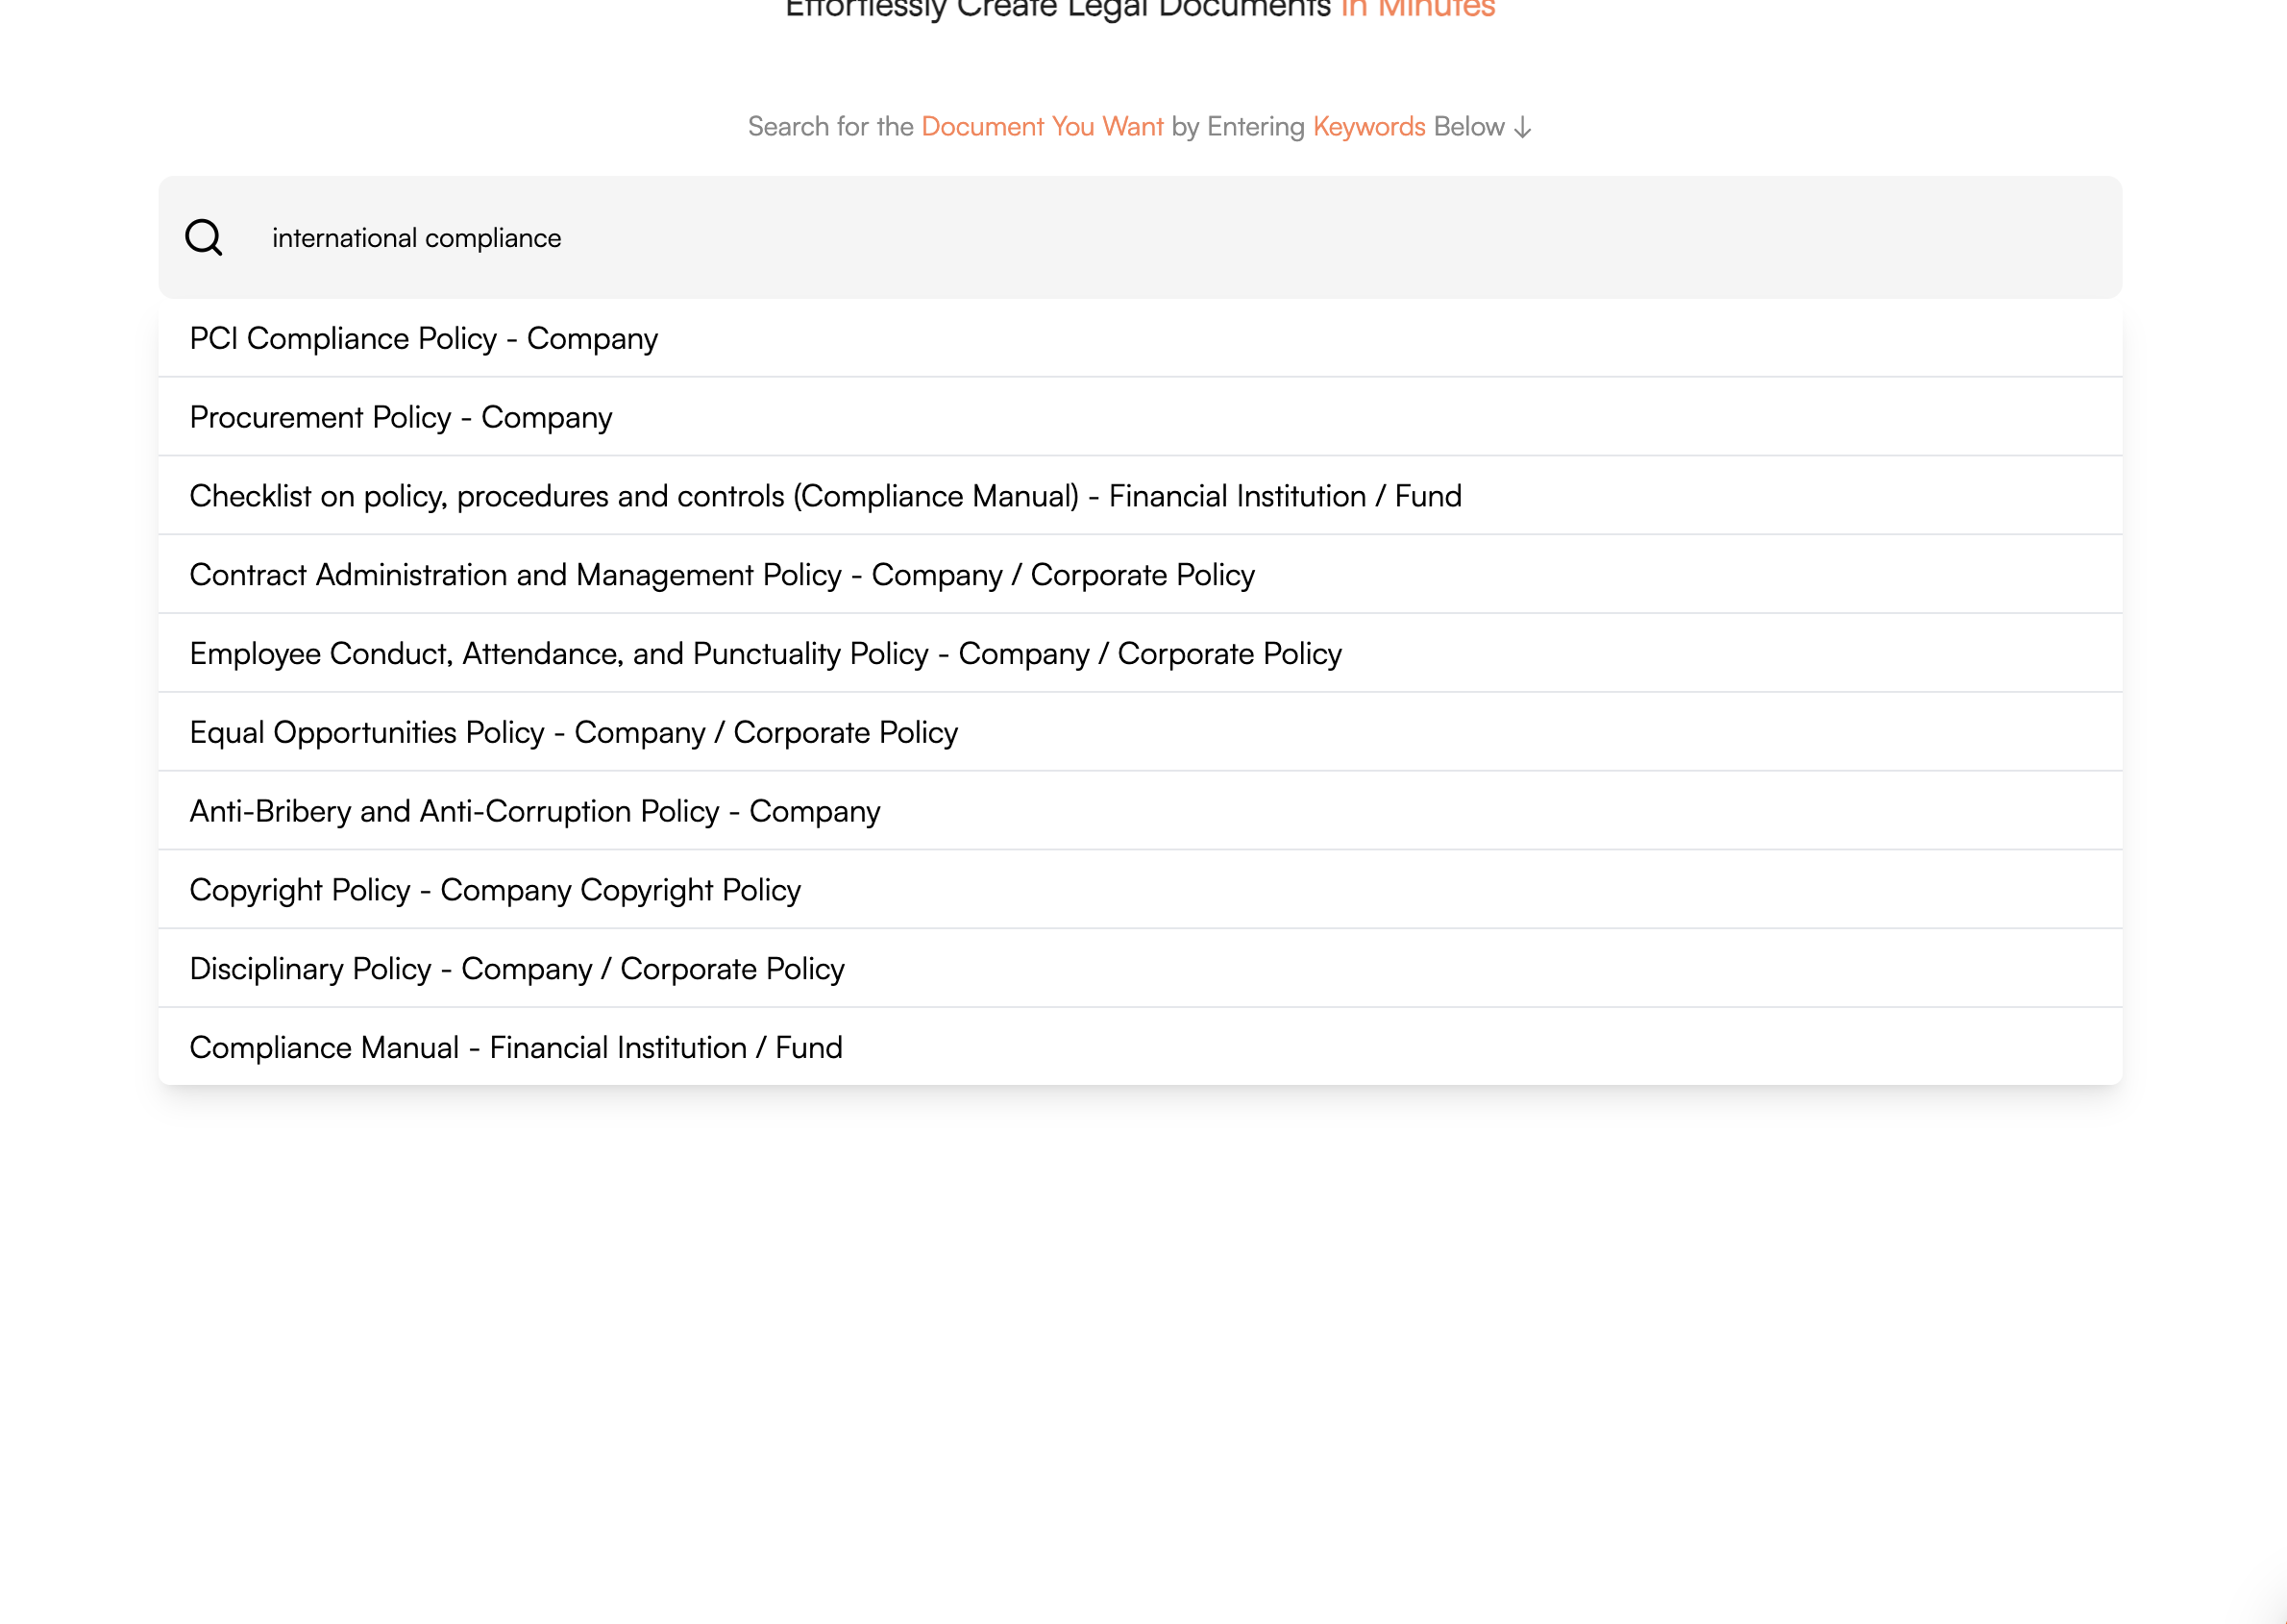 Effortlessly Create Legal Documents in Minutes
Search for the Document You Want by Entering Keywords Below ↓
international compliance
PCI Compliance Policy - Company
Procurement Policy - Company
Checklist on policy, procedures and controls (Compliance Manual) - Financial Institution / Fund
Contract Administration and Management Policy - Company / Corporate Policy
Employee Conduct, Attendance, and Punctuality Policy - Company / Corporate Policy
Equal Opportunities Policy - Company / Corporate Policy
Anti-Bribery and Anti-Corruption Policy - Company
Copyright Policy - Company Copyright Policy
Disciplinary Policy - Company / Corporate Policy
Compliance Manual - Financial Institution / Fund